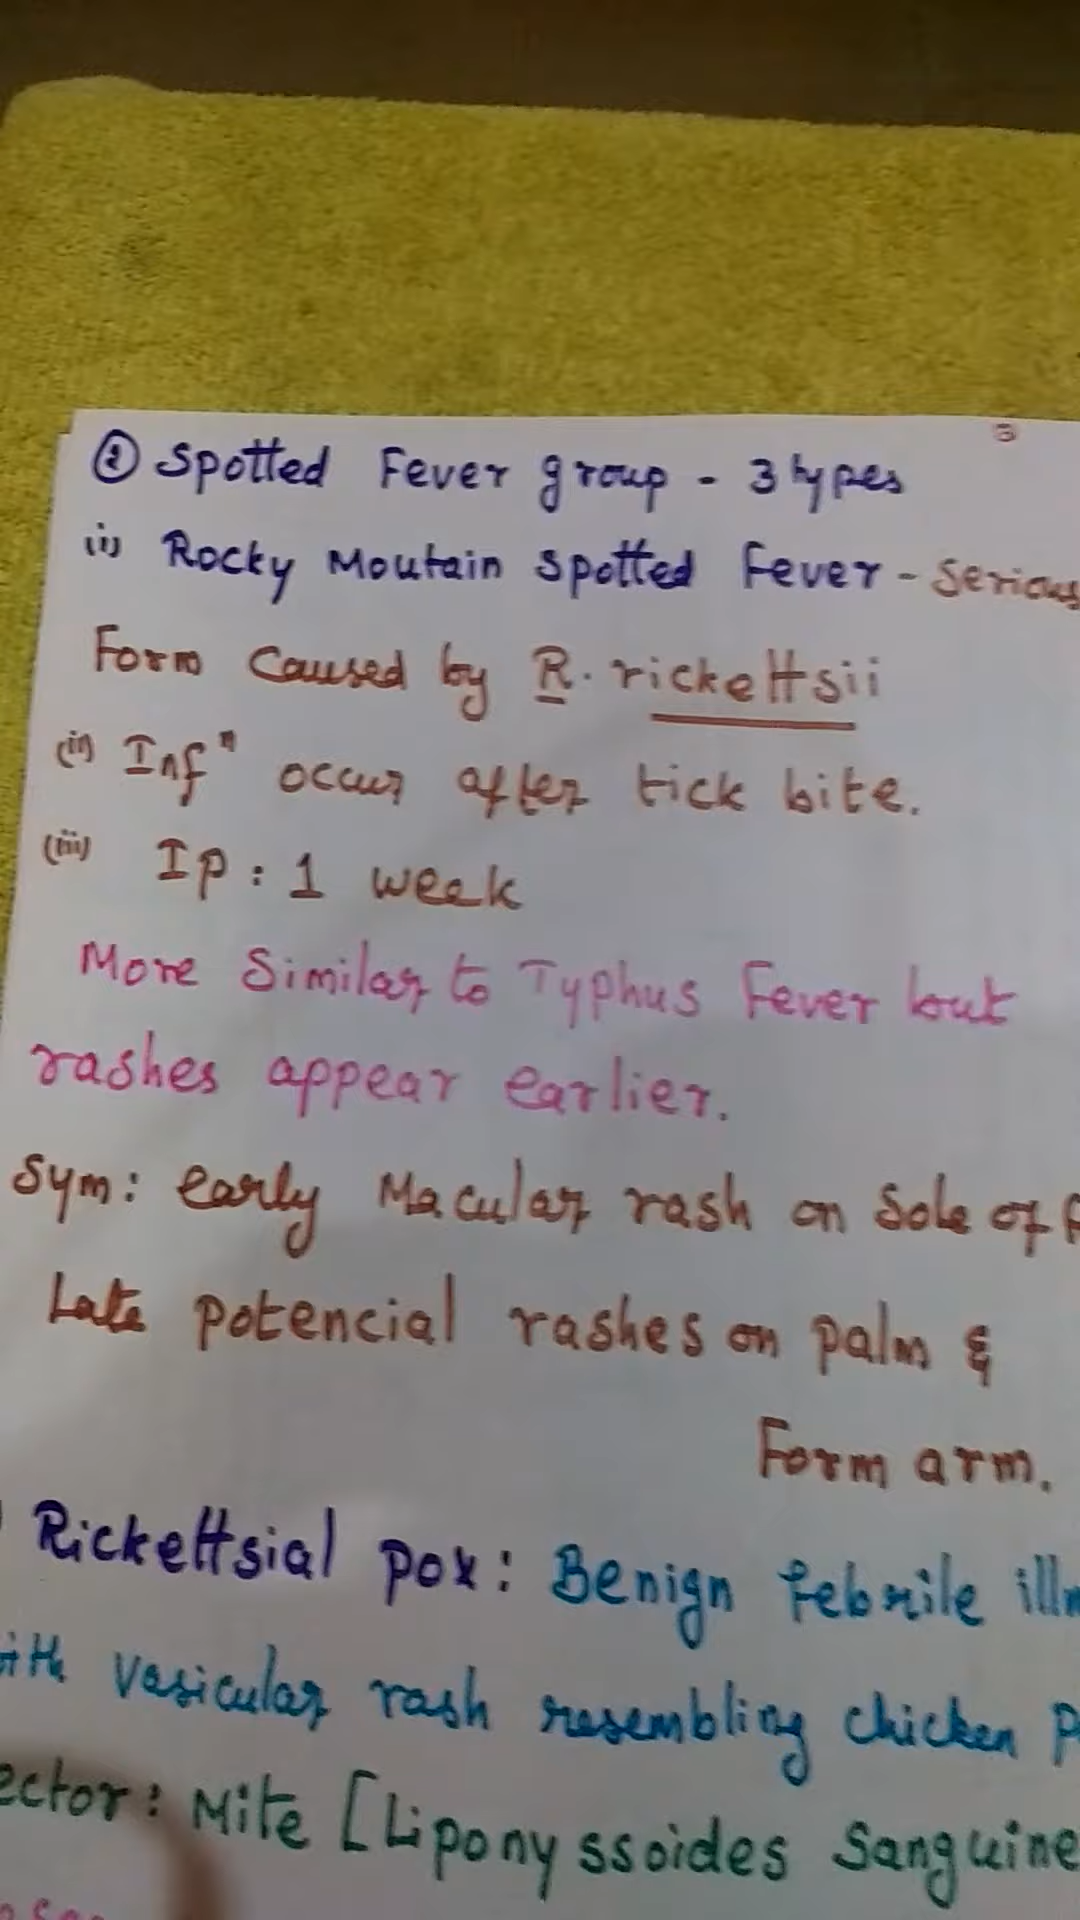 ② Spotted Fever group - 3 types
(i) Rocky Moutain Spotted Fever - Serious
Form Caused by R. rickettsii
(ii) Infⁿ occur after tick bite.
(iii) IP : 1 week
More Similar to Typhus Fever but
rashes appear earlier.
Sym: early Macular rash on Sole of
Late potencial rashes on palm &
Form arm.
Rickettsial pox: Benign febrile
vasicular rash resembling chicken
Mite [Liponyssoides Sanguine